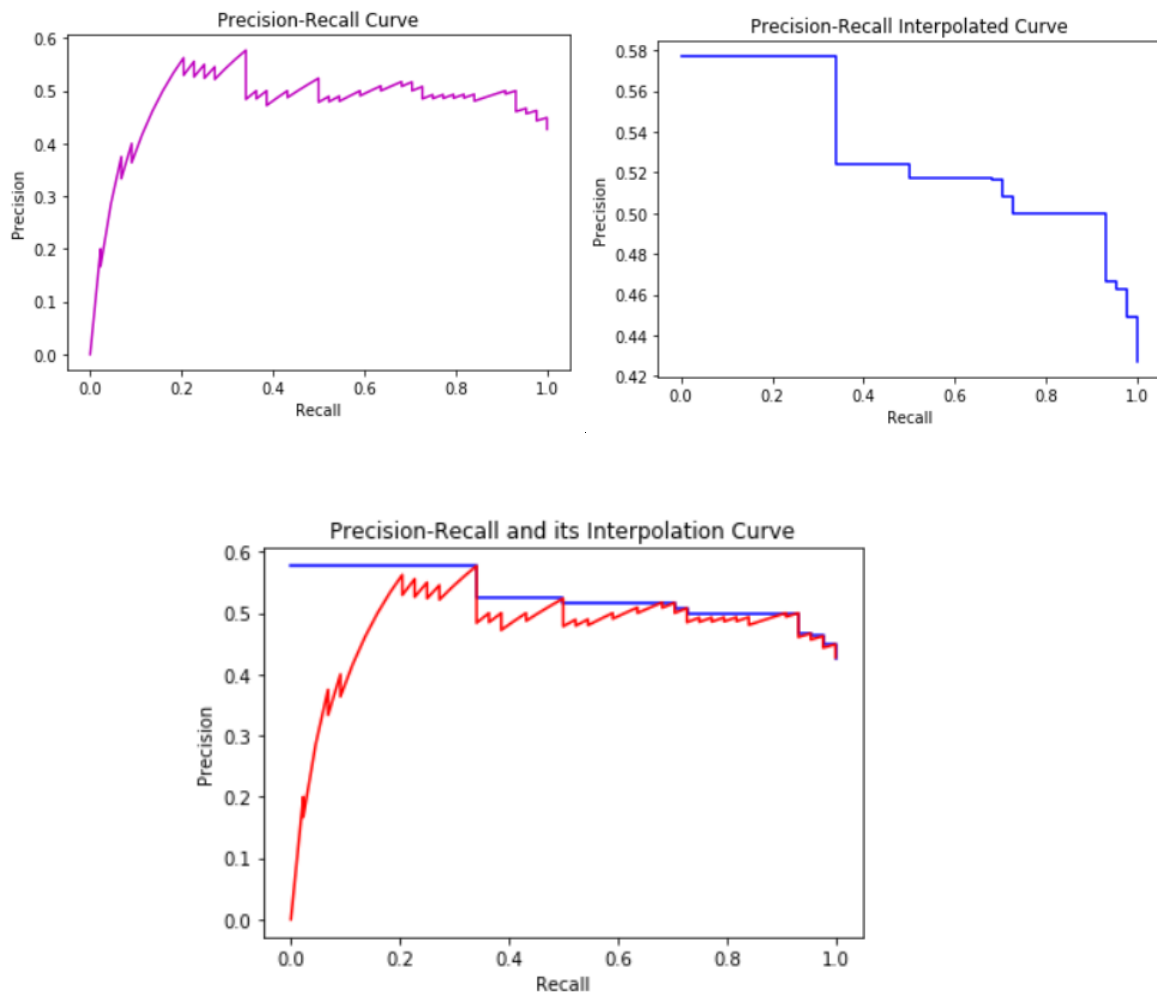 Precision-Recall Curve
0.6
0.5
0.4
0.3
0.2
0.1
0.0
Precision
0.0 0.2 0.4 0.6 0.8 1.0
Recall
Precision-Recall Interpolated Curve
0.58
0.56
0.54
0.52
0.50
0.48
0.46
0.44
0.42
Precision
0.0 0.2 0.4 0.6 0.8 1.0
Recall
Precision-Recall and its Interpolation Curve
0.6
0.5
0.4
0.3
0.2
0.1
0.0
Precision
0.0 0.2 0.4 0.6 0.8 1.0
Recall